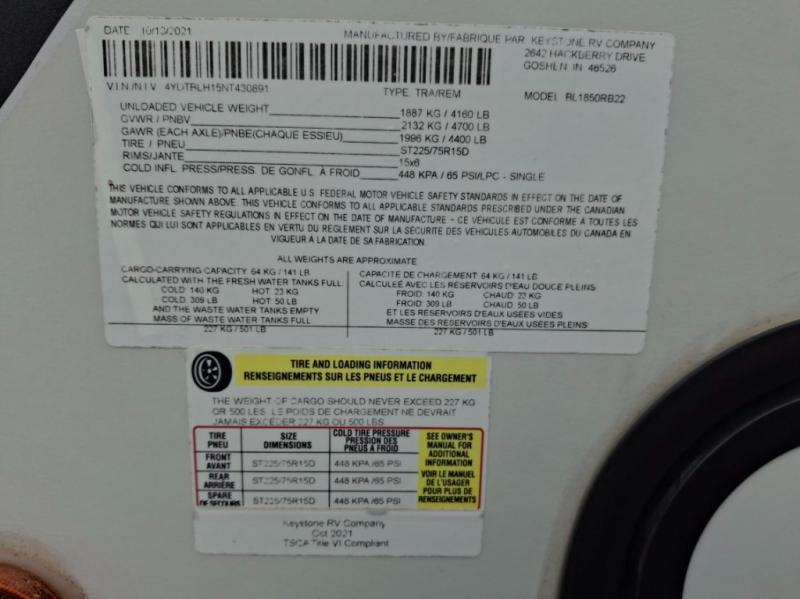 DATE 10/13/2021 MANUFACTURED BY/FABRIQUE PAR KEYSTONE RV COMPANY
2642 HACKBERRY DRIVE
GOSHEN IN 46526
V.I.N./N.I.V. 4YDTBLH15NT430891 TYPE TRA/REM MODEL BL1850RB22
UNLOADED VEHICLE WEIGHT 1887 KG / 4160 LB
GVWR / PNBV 2132 KG / 4700 LB
GAWR (EACH AXLE)/PNBE(CHAQUE ESSIEU) 1996 KG / 4400 LB
TIRE / PNEU ST225/75R15D
RIMS/JANTE 15x6
COLD INFL. PRESS/PRESS. DE GONFL. À FROID 448 KPA / 65 PSI/LPC - SINGLE
THIS VEHICLE CONFORMS TO ALL APPLICABLE U.S. FEDERAL MOTOR VEHICLE SAFETY STANDARDS IN EFFECT ON THE DATE OF
MANUFACTURE SHOWN ABOVE. THIS VEHICLE CONFORMS TO ALL APPLICABLE STANDARDS PRESCRIBED UNDER THE CANADIAN
MOTOR VEHICLE SAFETY REGULATIONS IN EFFECT ON THE DATE OF MANUFACTURE - CE VÉHICULE EST CONFORME À TOUTES LES
NORMES QUI LUI SONT APPLICABLES EN VERTU DU REGLEMENT SUR LA SÉCURITÉ DES VÉHICULES AUTOMOBILES DU CANADA EN
VIGUEUR À LA DATE DE SA FABRICATION
ALL WEIGHTS ARE APPROXIMATE
CARGO-CARRYING CAPACITY 64 KG / 141 LB
CALCULATED WITH THE FRESH WATER TANKS FULL
COLD: 140 KG HOT: 23 KG
COLD: 309 LB HOT: 50 LB
AND THE WASTE WATER TANKS EMPTY
MASS OF WASTE WATER TANKS FULL
227 KG / 501 LB
CAPACITE DE CHARGEMENT 64 KG / 141 LB
CALCULEE AVEC LES RÉSERVOIRS D'EAU DOUCE PLEINS
FROID: 140 KG CHAUD: 23 KG
FROID: 309 LB CHAUD: 50 LB
ET LES RÉSERVOIRS D'EAUX USÉES VIDES
MASSE DES RESERVOIRS D'EAUX USÉES PLEINS
227 KG / 501 LB
TIRE AND LOADING INFORMATION
RENSEIGNEMENTS SUR LES PNEUS ET LE CHARGEMENT
THE WEIGHT OF CARGO SHOULD NEVER EXCEED 227 KG
OR 500 LBS. LE POIDS DE CHARGEMENT NE DEVRAIT
JAMAIS EXCÉDER 227 KG OU 500 LBS
TIRE PNEU
SIZE DIMENSIONS
COLD TIRE PRESSURE
PRESSION DES
PNEUS À FROID
FRONT AVANT ST225/75R15D 448 KPA /65 PSI
REAR ARRIÈRE ST225/75R15D 448 KPA /65 PSI
SPARE DE SECOURS ST225/75R15D 448 KPA /65 PSI
SEE OWNER'S
MANUAL FOR
ADDITIONAL
INFORMATION
VOIR LE MANUEL
DE L'USAGER
POUR PLUS DE
RENSEIGNEMENTS
Keystone RV Company
Oct 2021
TSCA Title VI Compliant